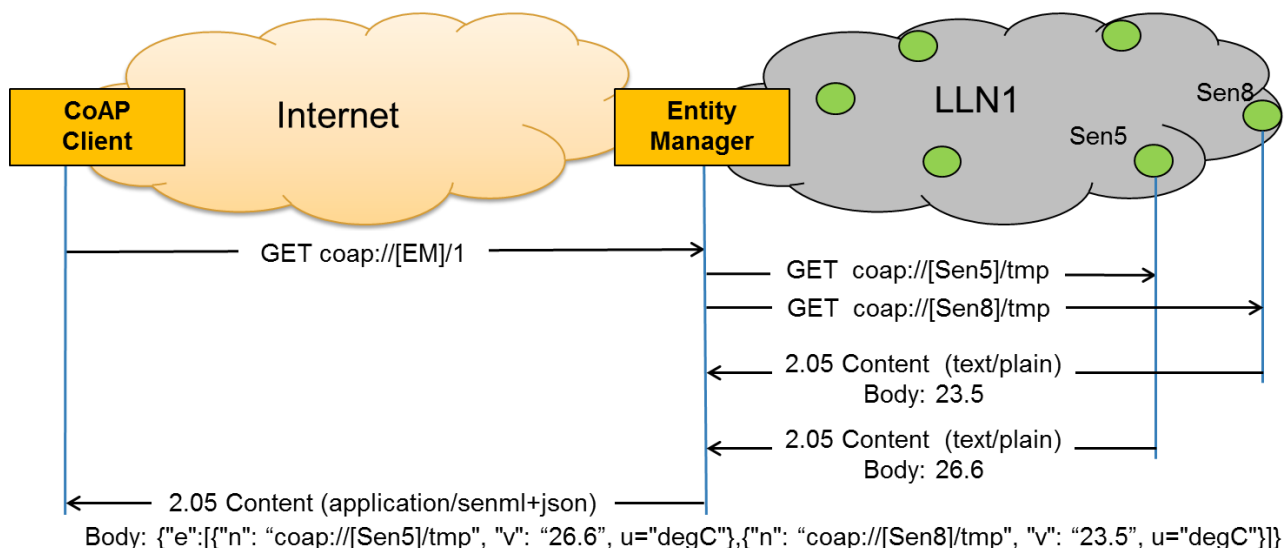 CoAP
Client
Internet
Entity
Manager
LLN1
Sen8
Sen5
GET coap://[EM]/1
GET  coap://[Sen5]/tmp
GET  coap://[Sen8]/tmp
2.05 Content  (text/plain)
Body: 23.5
2.05 Content  (text/plain)
Body: 26.6
2.05 Content (application/senml+json)
Body: {"e":[{"n": “coap://[Sen5]/tmp", "v": “26.6”, u="degC"},{"n": “coap://[Sen8]/tmp", "v": “23.5”, u="degC"}]}